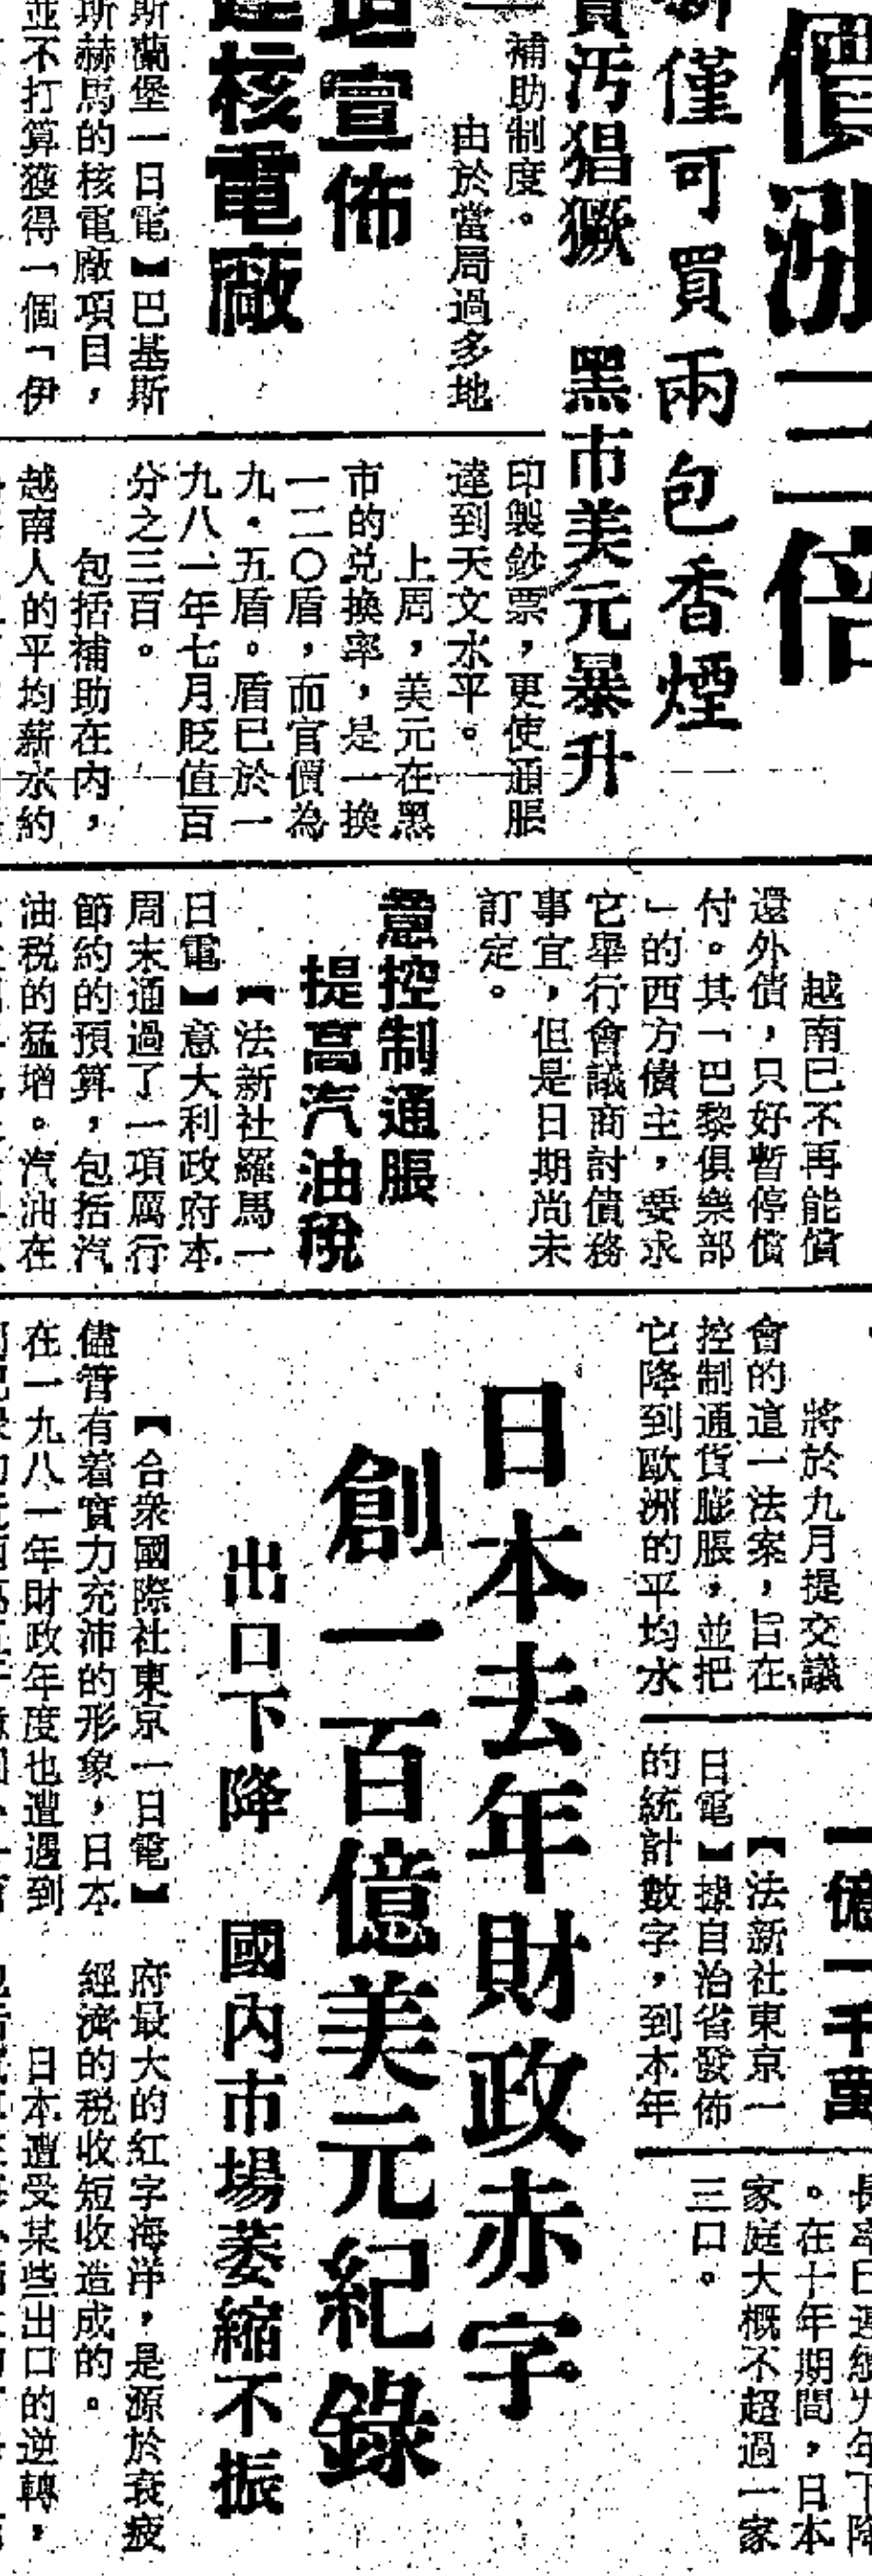 價漲三倍
新僅可買兩包香煙
貪污猖獗　黑市美元暴升
補助制度。
由於當局過多地
印製鈔票，更使通脹
達到天文水平。
上周，美元在黑
市的兌換率，是一換
一二〇盾，而官價為
九·五盾。盾已於一
九八一年七月貶值百
分之三百。
包括補助在內，
越南人的平均薪水約
坦宣佈
建核電廠
斯蘭堡一日電】巴基斯
斯赫馬的核電廠項目，
並不打算獲得一個「伊
越南已不再能償
還外債，只好暫停償
付。其「巴黎俱樂部
」的西方債主，要求
它舉行會議商討債務
事宜，但是日期尚未
訂定。
意控制通脹
提高汽油稅
【法新社羅馬一
日電】意大利政府本
周末通過了一項厲行
節約的預算，包括汽
油稅的猛增。汽油在
將於九月提交議
會的這一法案，旨在
控制通貨膨脹，並把
它降到歐洲的平均水
一億一千萬
【法新社東京一
日電】據自治省發佈
的統計數字，到本年
長率已連續九年下降
。在十年期間，日本
家庭大概不超過一家
三口。
日本去年財政赤字
創一百億美元紀錄
出口下降　國內市場萎縮不振
【合衆國際社東京一日電】
儘管有着實力充沛的形象，日本
在一九八一年財政年度也遭遇到
府最大的紅字海洋，是源於衰疲
經濟的稅收短收造成的。
日本遭受某些出口的逆轉，